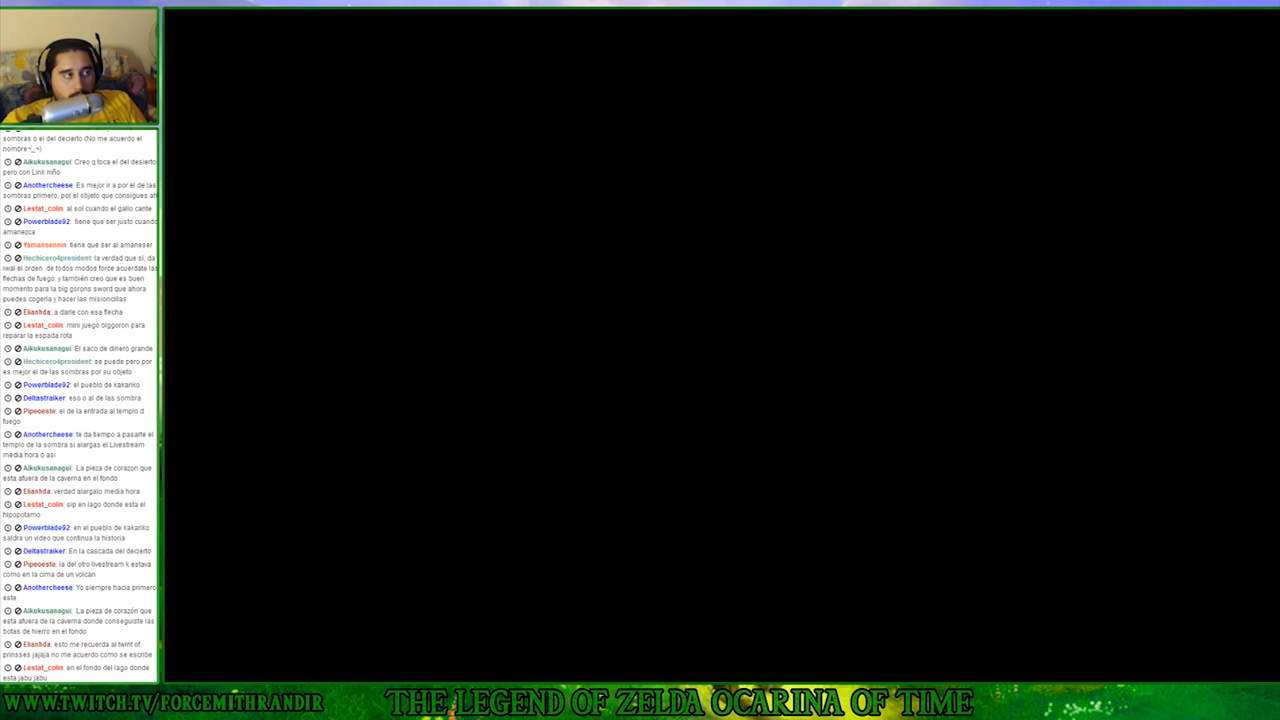 sombras o el del decierto (No me acuerdo el
nombre¬_¬)
Aikukusanagui: Creo q toca el del desierto
pero con Link niño
Anothercheese: Es mejor ir a por el de las
sombras primero, por el objeto que consigues ah
Lestat_colin: al sol cuando el gallo cante
Powerblade92: tiene que ser justo cuando
amanezca
Yamansennin: tiene que ser al amaneser
Hechicero4president: la verdad que si, da
iwal el orden. de todos modos force acuerdate las
flechas de fuego. y también creo que es buen
momento para la big gorons sword que ahora
puedes cogerla y hacer las misioncillas
Elianhda: a darle con esa flecha
Lestat_colin: mini juego biggoron para
reparar la espada rota
Aikukusanagui: El saco de dinero grande
Hechicero4president: se puede pero por
es mejor el de las sombras por su objeto
Powerblade92: el pueblo de kakariko
Deltastraiker: eso o al de las sombra
Pipeoeste: el de la entrada al templo d
fuego
Anothercheese: te da tiempo a pasarte el
templo de la sombra si alargas el Livestream
media hora o asi
Aikukusanagui: La pieza de corazon que
esta afuera de la caverna en el fondo
Elianhda: verdad alargalo media hora
Lestat_colin: sip en lago donde esta el
hipopotamo
Powerblade92: en el pueblo de kakariko
saldra un video que continua la historia
Deltastraiker: En la cascada del decierto
Pipeoeste: la del otro livestream k estava
como en la cima de un volcan
Anothercheese: Yo siempre hacia primero
este
Aikukusanagui: La pieza de corazón que
esta afuera de la caverna donde conseguiste las
botas de hierro en el fondo
Elianhda: esto me recuerda al twint of
prinsses jajaja no me acuerdo como se escribe
Lestat_colin: en el fondo del lago donde
esta jabu jabu
WWW.TWITCH.TV/FORCEMITHRANDIR
THE LEGEND OF ZELDA OCARINA OF TIME